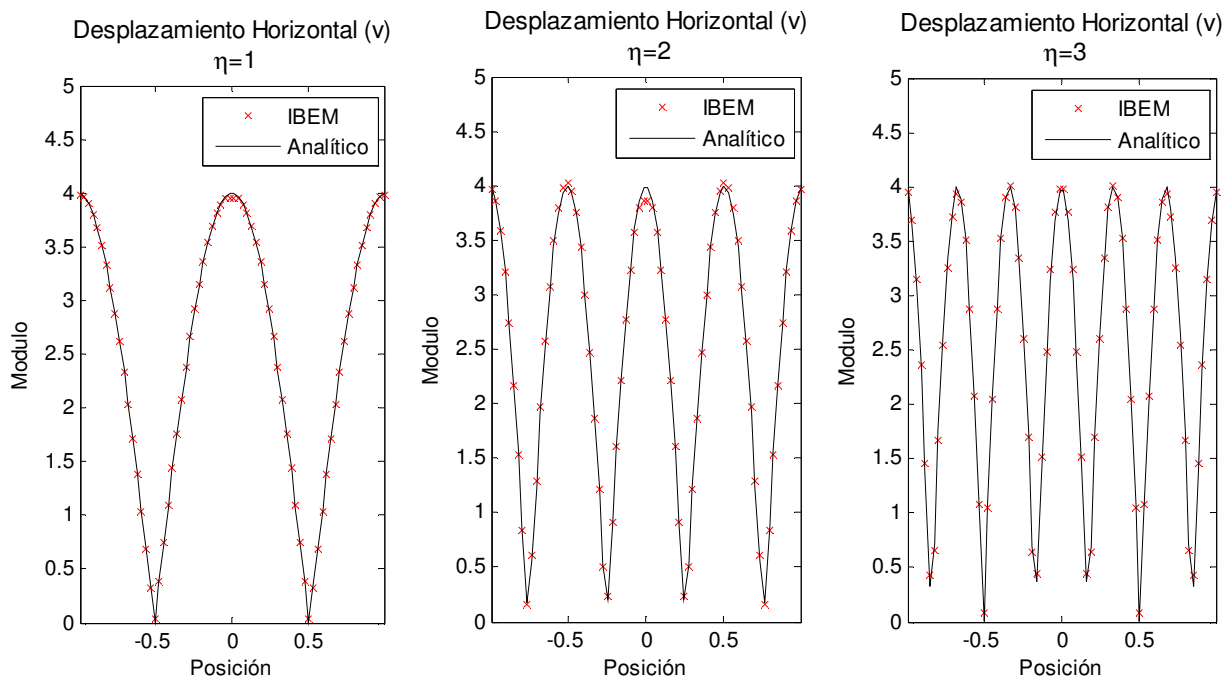 Desplazamiento Horizontal (v)
η=1
5
4.5
4
3.5
3
2.5
2
1.5
1
0.5
0
-0.5
0
0.5
Modulo
Posición
IBEM
Analítico
Desplazamiento Horizontal (v)
η=2
5
4.5
4
3.5
3
2.5
2
1.5
1
0.5
0
-0.5
0
0.5
Modulo
Posición
IBEM
Analítico
Desplazamiento Horizontal (v)
η=3
5
4.5
4
3.5
3
2.5
2
1.5
1
0.5
0
-0.5
0
0.5
Modulo
Posición
IBEM
Analítico